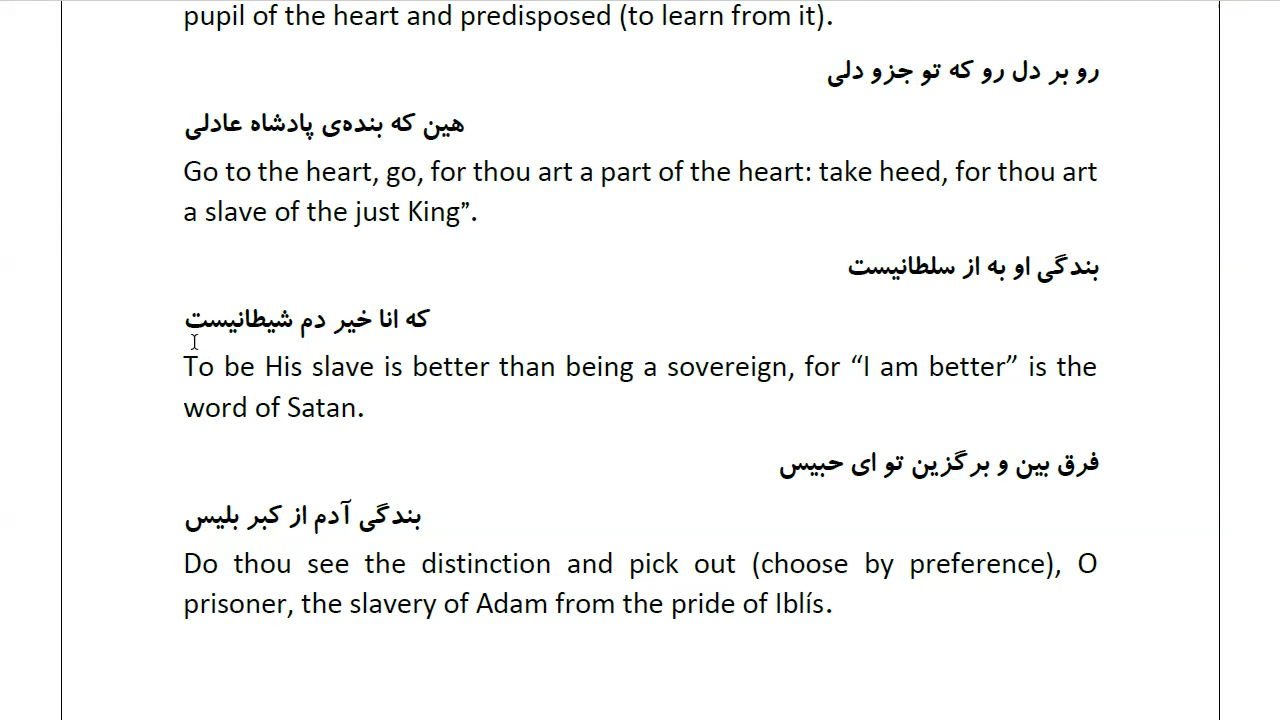 pupil of the heart and predisposed (to learn from it).
رو بر دل رو که تو جزو دلی
هین که بنده‌ی پادشاه عادلی
Go to the heart, go, for thou art a part of the heart: take heed, for thou art
a slave of the just King”.
بندگی او به از سلطانیست
که انا خیر دم شیطانیست
To be His slave is better than being a sovereign, for “I am better” is the
word of Satan.
فرق بین و برگزین تو ای حبیس
بندگی آدم از کبر بلیس
Do thou see the distinction and pick out (choose by preference), O
prisoner, the slavery of Adam from the pride of Iblís.